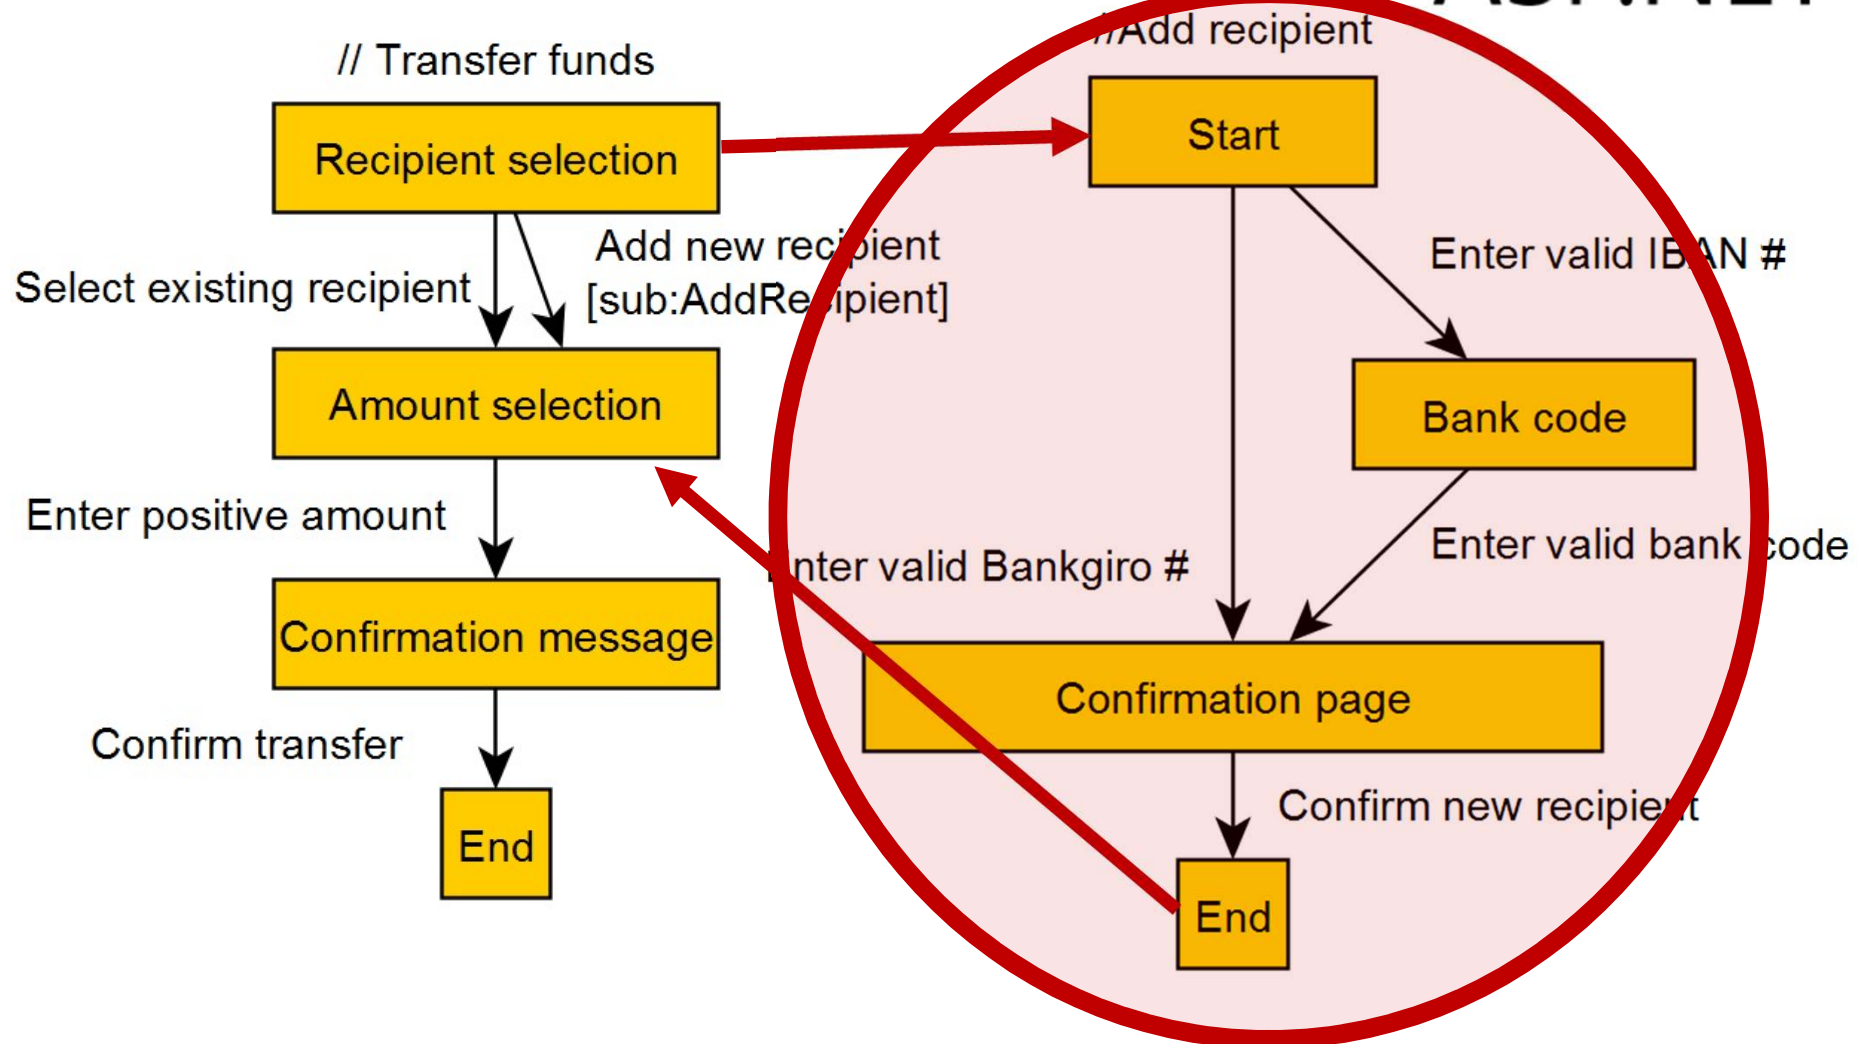 // Transfer funds
Recipient selection
Select existing recipient
Add new recipient
[sub:AddRecipient]
Amount selection
Enter positive amount
Confirmation message
Confirm transfer
End
//Add recipient
Start
Enter valid IBAN #
Bank code
Enter valid Bankgiro #
Enter valid bank code
Confirmation page
Confirm new recipient
End